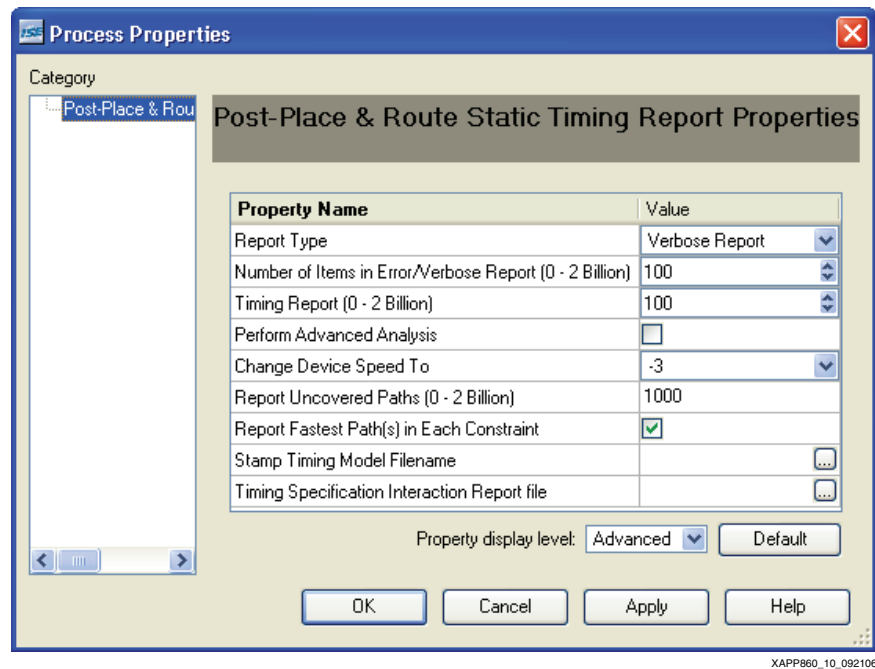 ISE Process Properties
Category
Post-Place & Rou
Post-Place & Route Static Timing Report Properties
Property Name Value
Report Type Verbose Report
Number of Items in Error/Verbose Report (0 - 2 Billion) 100
Timing Report (0 - 2 Billion) 100
Perform Advanced Analysis
Change Device Speed To -3
Report Uncovered Paths (0 - 2 Billion) 1000
Report Fastest Path(s) in Each Constraint
Stamp Timing Model Filename ...
Timing Specification Interaction Report file ...
Property display level: Advanced Default
OK Cancel Apply Help
XAPP860_10_092106